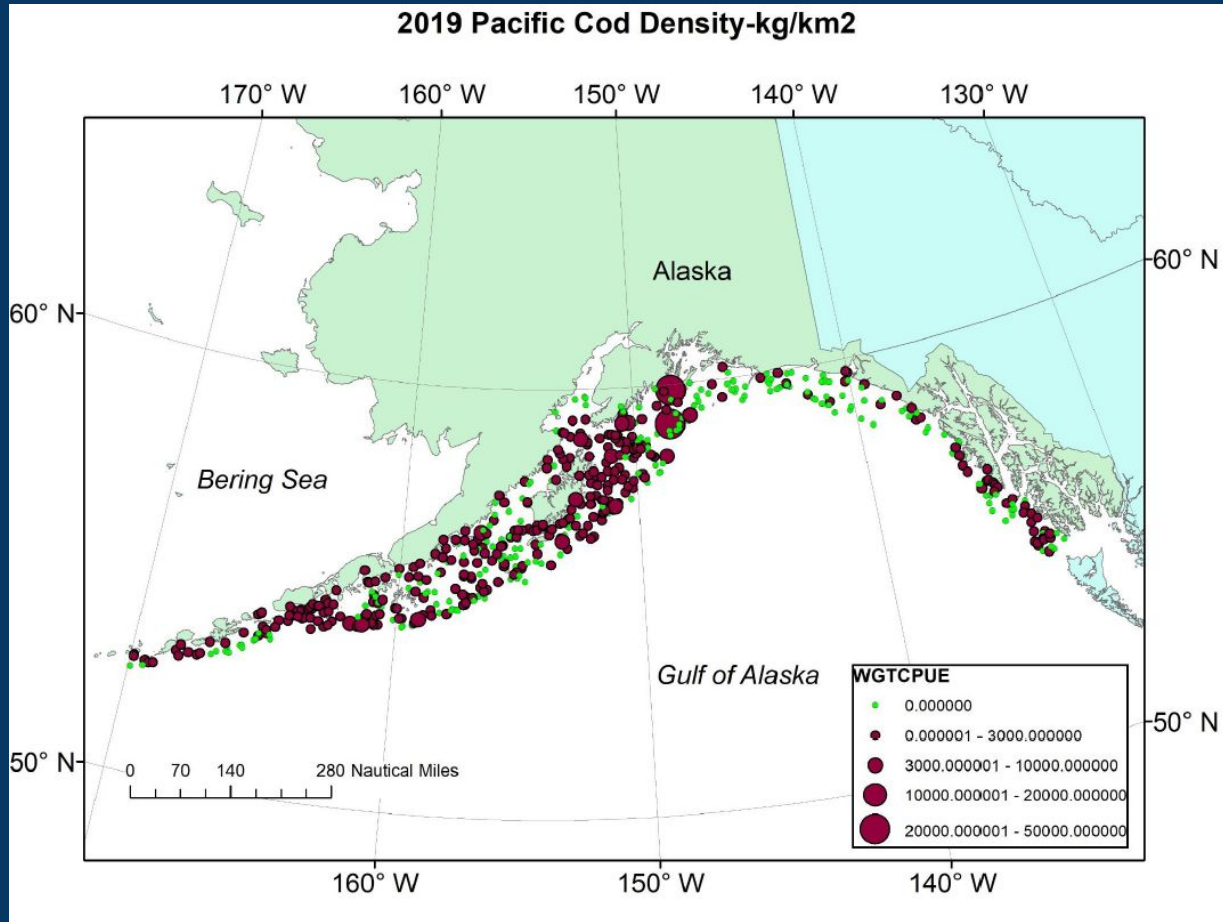 2019 Pacific Cod Density-kg/km2
170° W
160° W
150° W
140° W
130° W
Alaska
60° N
60° N
Bering Sea
Gulf of Alaska
WGTCPUE
0.000000
0.000001 - 3000.000000
3000.000001 - 10000.000000
10000.000001 - 20000.000000
20000.000001 - 50000.000000
50° N
50° N
0 70 140 280 Nautical Miles
160° W
150° W
140° W